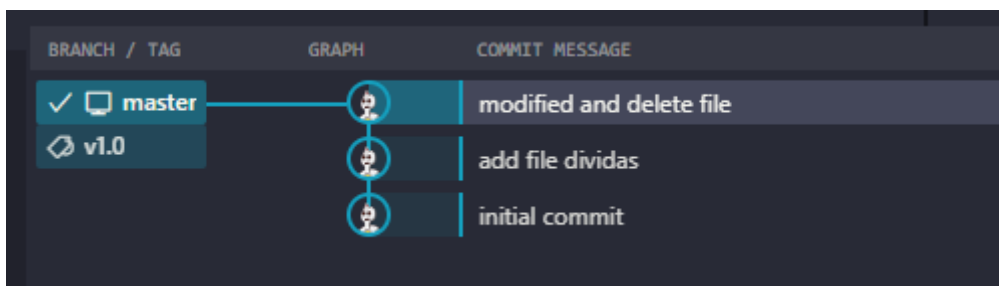 BRANCH / TAG GRAPH COMMIT MESSAGE
master modified and delete file
v1.0
add file dividas
initial commit